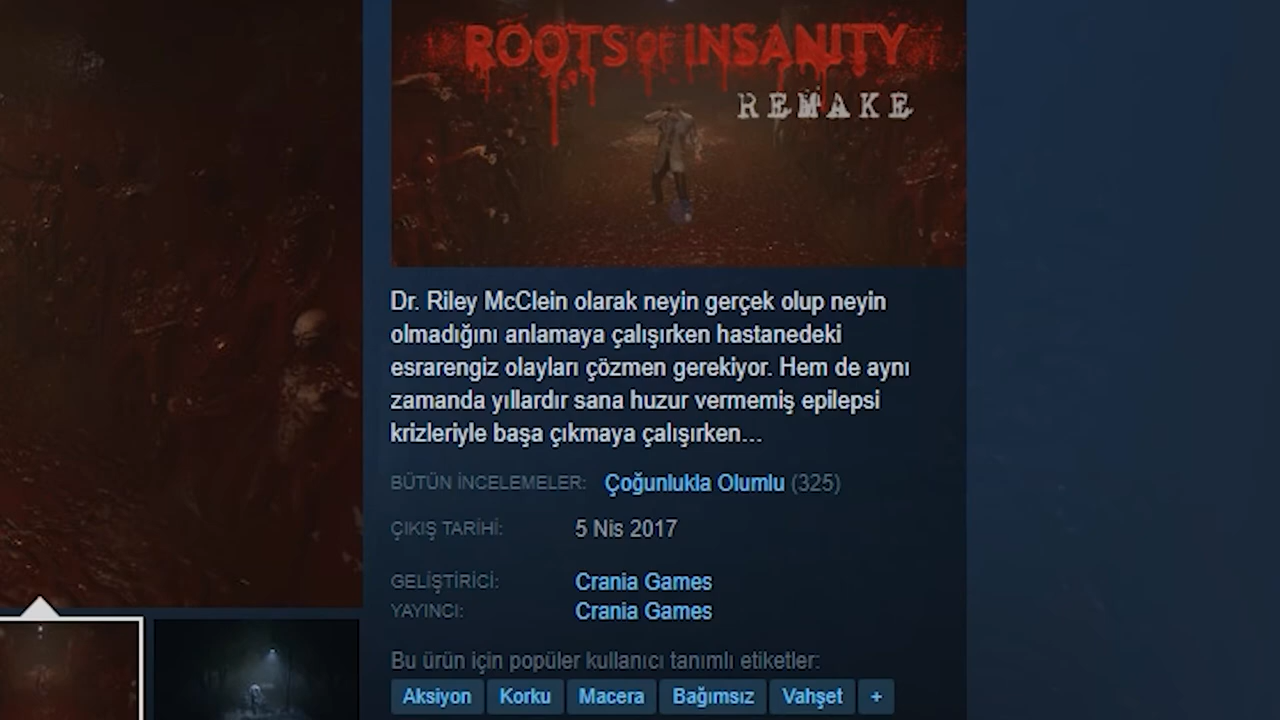 ROOTS OF INSANITY
REMAKE
Dr. Riley McClein olarak neyin gerçek olup neyin
olmadığını anlamaya çalışırken hastanedeki
esrarengiz olayları çözmen gerekiyor. Hem de aynı
zamanda yıllardır sana huzur vermemiş epilepsi
krizleriyle başa çıkmaya çalışırken...
BÜTÜN İNCELEMELER: Çoğunlukla Olumlu (325)
ÇIKIŞ TARİHİ: 5 Nis 2017
GELİŞTİRİCİ: Crania Games
YAYINCI: Crania Games
Bu ürün için popüler kullanıcı tanımlı etiketler:
Aksiyon Korku Macera Bağımsız Vahşet +